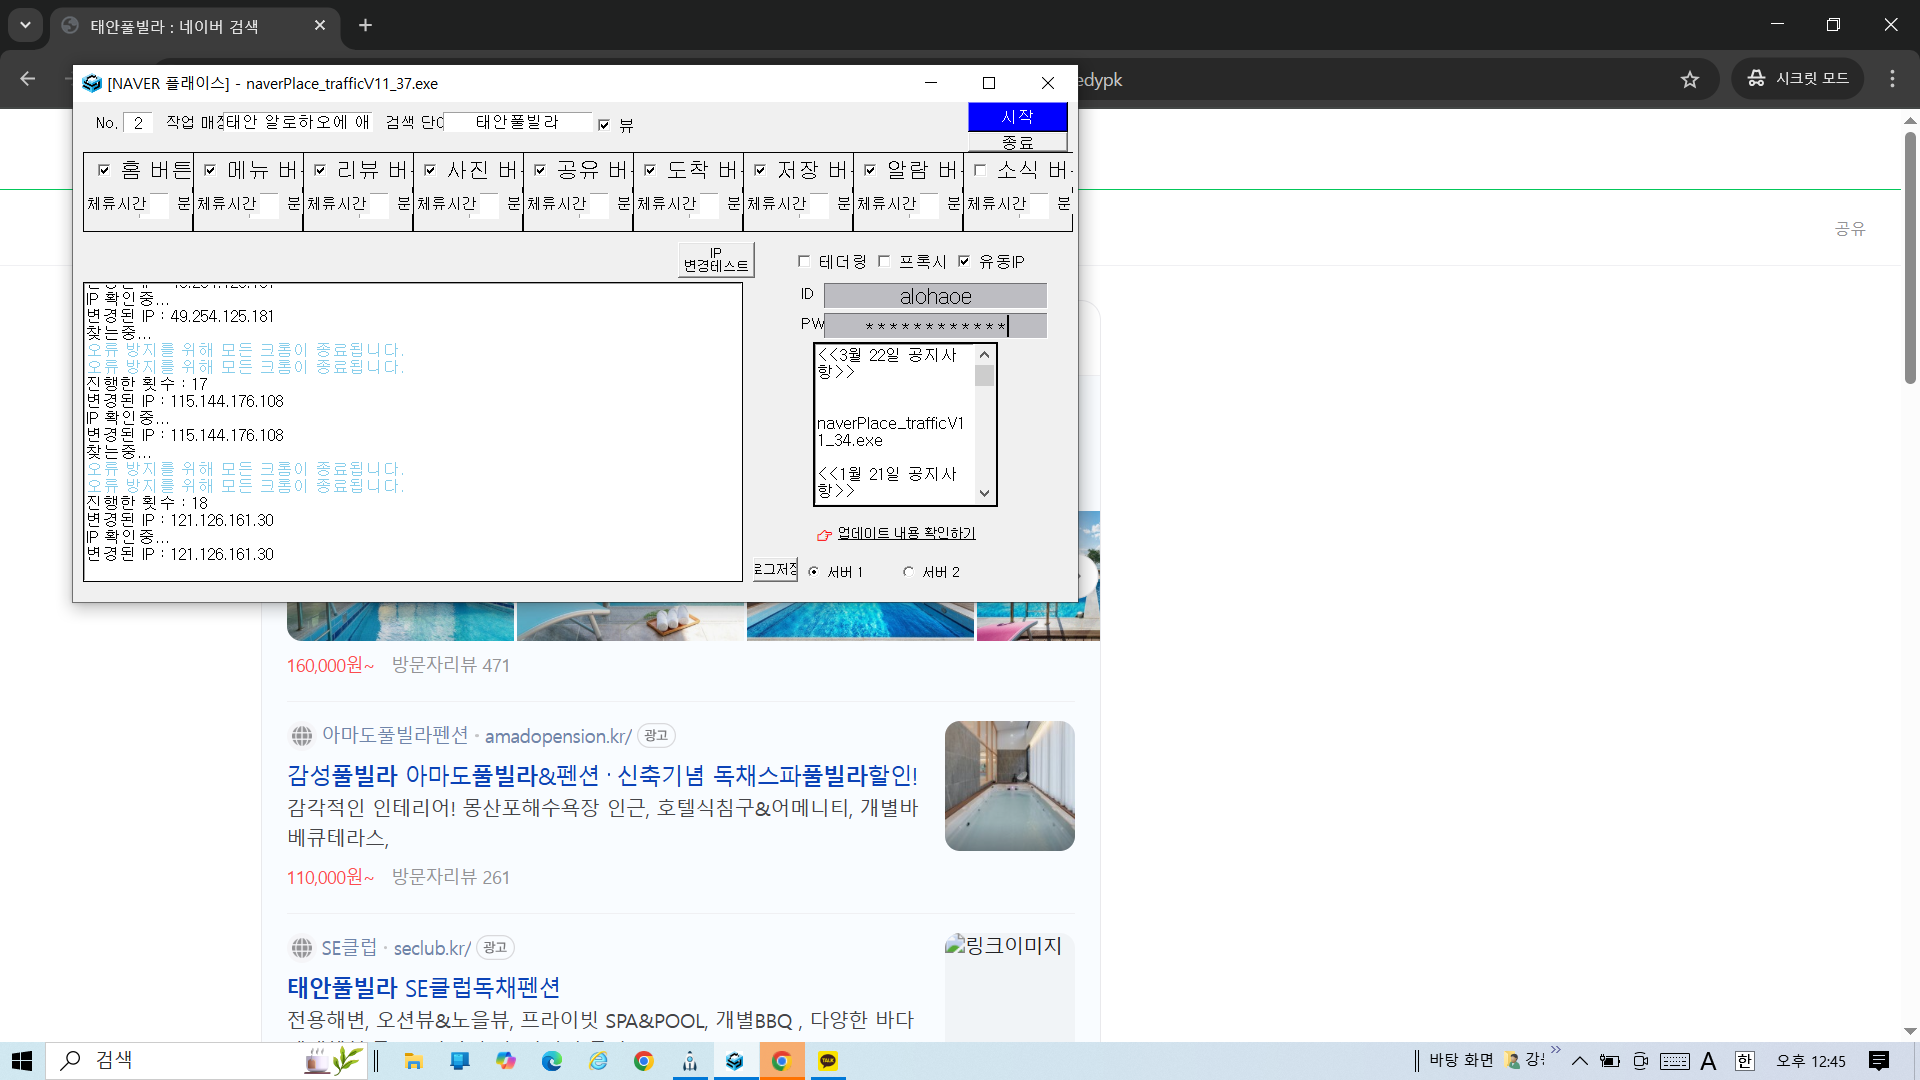 태안풀빌라 : 네이버 검색
edypk
시크릿 모드
[NAVER 플래이스] - naverPlace_trafficV11_37.exe
No. 2 작업 매장 태안 알로하오에 애 검색 단어 태안풀빌라 뷰
시작
종료
홈 버튼 메뉴 버 리뷰 버 사진 버 공유 버 도착 버 저장 버 알람 버 소식 버
체류시간 분 체류시간 분 체류시간 분 체류시간 분 체류시간 분 체류시간 분 체류시간 분 체류시간 분 체류시간 분
공유
IP
변경테스트
테더링 프록시 유동IP
ID alohaoe
PW ************
IP 확인중...
변경된 IP : 49.254.125.181
찾는중...
오류 방지를 위해 모든 크롬이 종료됩니다.
오류 방지를 위해 모든 크롬이 종료됩니다.
진행한 횟수 : 17
변경된 IP : 115.144.176.108
IP 확인중...
변경된 IP : 115.144.176.108
찾는중...
오류 방지를 위해 모든 크롬이 종료됩니다.
오류 방지를 위해 모든 크롬이 종료됩니다.
진행한 횟수 : 18
변경된 IP : 121.126.161.30
IP 확인중...
변경된 IP : 121.126.161.30
<<3월 22일 공지사
항>>
naverPlace_trafficV1
1_34.exe
<<1월 21일 공지사
항>>
업데이트 내용 확인하기
로그저장 서버 1 서버 2
160,000원~ 방문자리뷰 471
아마도풀빌라펜션 · amadopension.kr/ 광고
감성풀빌라 아마도풀빌라&펜션 · 신축기념 독채스파풀빌라할인!
감각적인 인테리어! 몽산포해수욕장 인근, 호텔식침구&어메니티, 개별바
베큐테라스,
110,000원~ 방문자리뷰 261
SE클럽 · seclub.kr/ 광고
링크이미지
태안풀빌라 SE클럽독채펜션
전용해변, 오션뷰&노을뷰, 프라이빗 SPA&POOL, 개별BBQ , 다양한 바다
검색
바탕 화면
A
한
오후 12:45